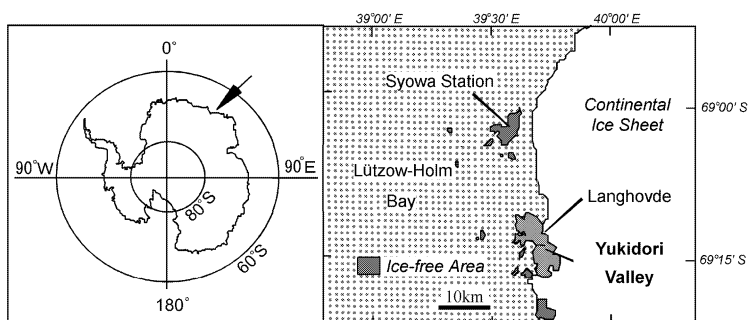 0°
90°W
90°E
80°S
60°S
180°
39°00' E
39°30' E
40°00' E
Syowa Station
Continental
Ice Sheet
69°00' S
Lützow-Holm
Bay
Langhovde
Yukidori
Valley
69°15' S
Ice-free Area
10km